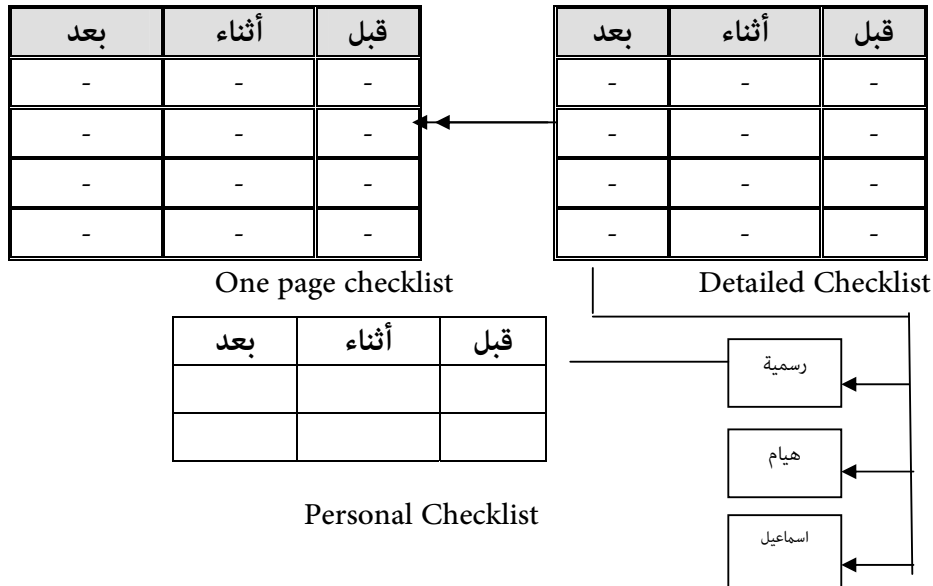 قبل أثناء بعد
- - -
- - -
- - -
- - -
Detailed Checklist
قبل أثناء بعد
- - -
- - -
- - -
- - -
One page checklist
قبل أثناء بعد
Personal Checklist
رسمية
هيام
اسماعيل